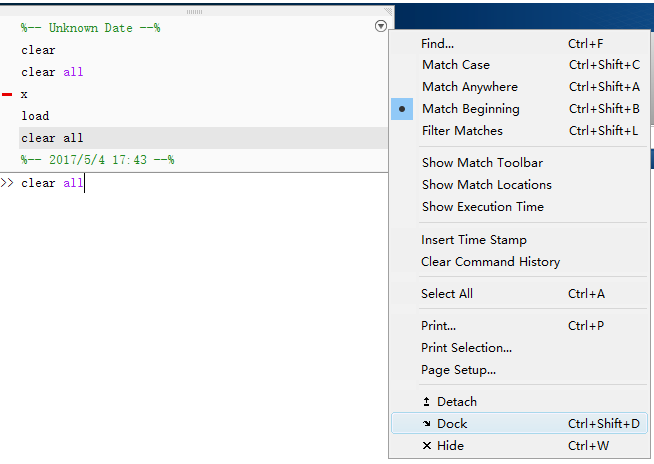 %-- Unknown Date --%
clear
clear all
x
load
clear all
%-- 2017/5/4 17:43 --%
>> clear all
Find... Ctrl+F
Match Case Ctrl+Shift+C
Match Anywhere Ctrl+Shift+A
Match Beginning Ctrl+Shift+B
Filter Matches Ctrl+Shift+L
Show Match Toolbar
Show Match Locations
Show Execution Time
Insert Time Stamp
Clear Command History
Select All Ctrl+A
Print... Ctrl+P
Print Selection...
Page Setup...
Detach
Dock Ctrl+Shift+D
Hide Ctrl+W